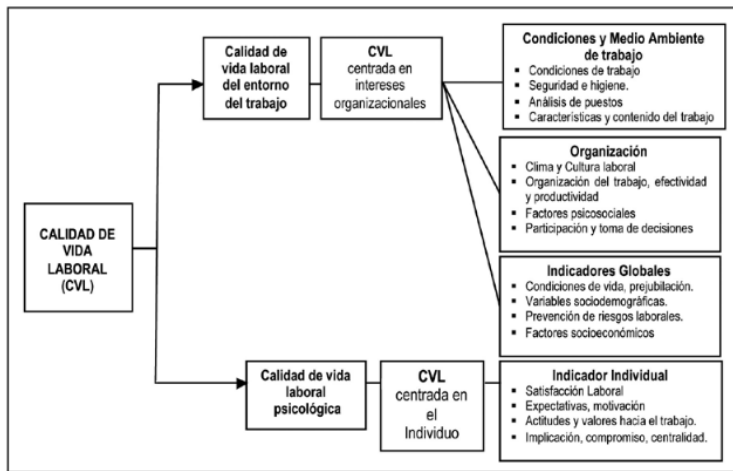 CALIDAD DE
VIDA
LABORAL
(CVL)
Calidad de
vida laboral
del entorno
del trabajo
CVL
centrada en
intereses
organizacionales
Condiciones y Medio Ambiente
de trabajo
▪ Condiciones de trabajo
▪ Seguridad e higiene.
▪ Análisis de puestos
▪ Características y contenido del trabajo
Organización
▪ Clima y Cultura laboral
▪ Organización del trabajo, efectividad
y productividad
▪ Factores psicosociales
▪ Participación y toma de decisiones
Indicadores Globales
▪ Condiciones de vida, prejubilación.
▪ Variables sociodemográficas.
▪ Prevención de riesgos laborales.
▪ Factores socioeconómicos
Calidad de vida
laboral
psicológica
CVL
centrada en
el
Individuo
Indicador Individual
▪ Satisfacción Laboral
▪ Expectativas, motivación
▪ Actitudes y valores hacia el trabajo.
▪ Implicación, compromiso, centralidad.